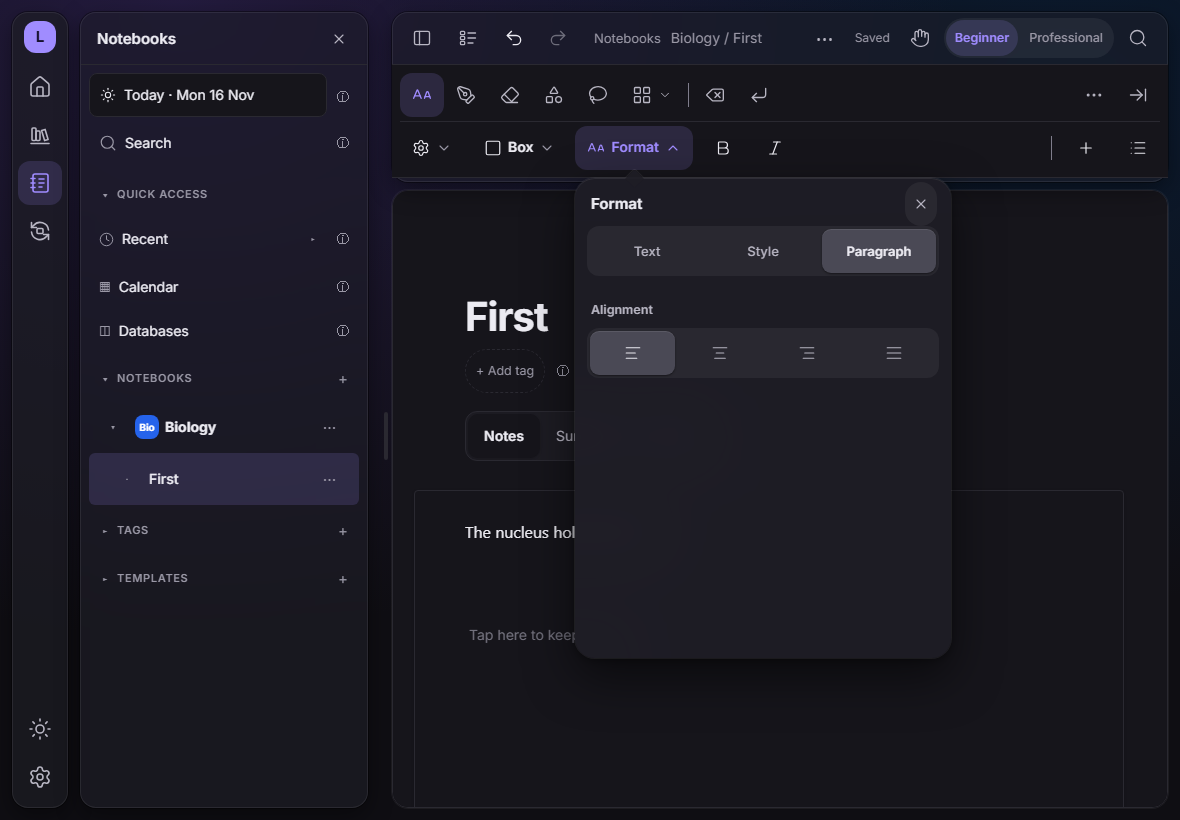 L
Notebooks
Today · Mon 16 Nov
Search
QUICK ACCESS
Recent
Calendar
Databases
NOTEBOOKS
+
Bio
Biology
...
First
...
TAGS
+
TEMPLATES
+
Notebooks Biology / First
...
Saved
Beginner
Professional
AA
...
Box
AA Format
B
I
+
Format
Text
Style
Paragraph
Alignment
First
+ Add tag
Notes
The nucleus
Tap here to